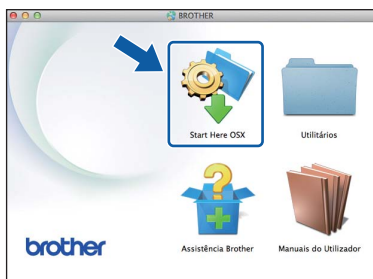 BROTHER
Start Here OSX
Utilitários
Assistência Brother
Manuais do Utilizador
brother